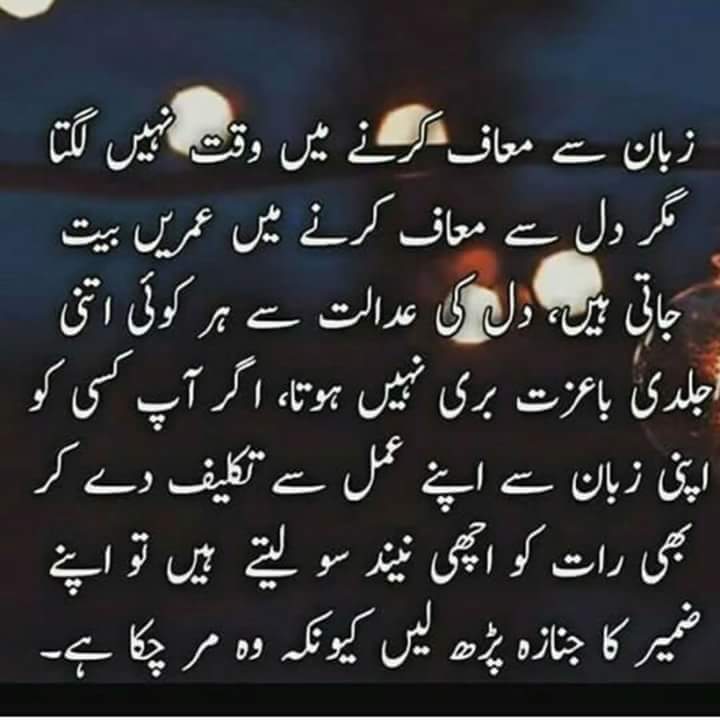 زبان سے معاف کرنے میں وقت نہیں لگتا
مگر دل سے معاف کرنے میں عمریں بیت
جاتی ہیں، دل کی عدالت سے ہر کوئی اتنی
جلدی باعزت بری نہیں ہوتا، اگر آپ کسی کو
اپنی زبان سے اپنے عمل سے تکلیف دے کر
بھی رات کو اچھی نیند سو لیتے ہیں تو اپنے
ضمیر کا جنازہ پڑھ لیں کیونکہ وہ مر چکا ہے۔